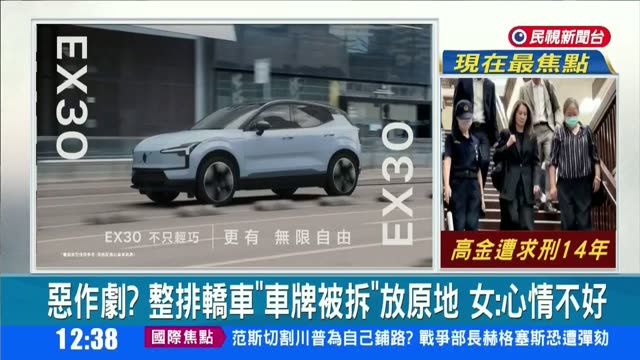 民視新聞台
現在最焦點
EX30
EX30
EX30 不只輕巧 更有 無限自由
高金遭求刑14年
惡作劇? 整排轎車"車牌被拆"放原地 女:心情不好
12:38 國際焦點 范斯切割川普為自己鋪路? 戰爭部長赫格塞斯恐遭彈劾